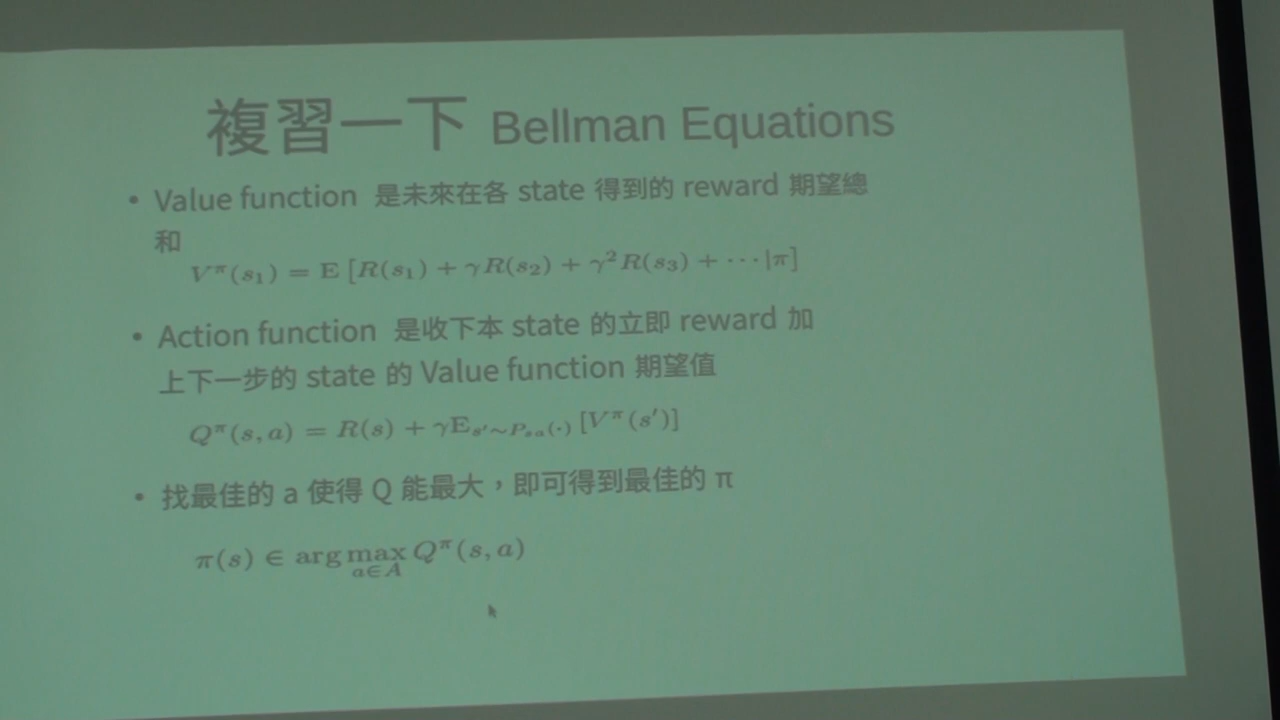 複習一下 Bellman Equations
• Value function 是未來在各 state 得到的 reward 期望總
和
V^π(s₁) = E [R(s₁) + γR(s₂) + γ²R(s₃) + ⋯|π]
• Action function 是收下本 state 的立即 reward 加
上下一步的 state 的 Value function 期望值
Q^π(s, a) = R(s) + γE_{s′∼P_{sa}(·)} [V^π(s′)]
• 找最佳的 a 使得 Q 能最大，即可得到最佳的 π
π(s) ∈ arg max_{a∈A} Q^π(s, a)